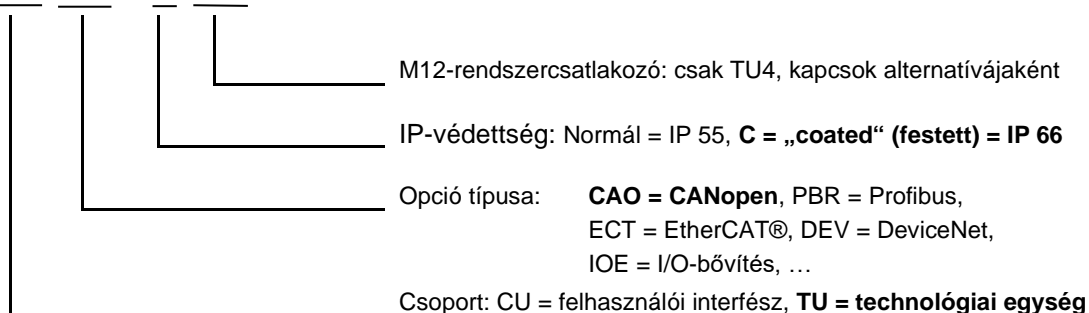 M12-rendszercsatlakozó: csak TU4, kapcsok alternatívájaként
IP-védettség: Normál = IP 55, C = „coated“ (festett) = IP 66
Opció típusa: CAO = CANopen, PBR = Profibus,
ECT = EtherCAT®, DEV = DeviceNet,
IOE = I/O-bővítés, …
Csoport: CU = felhasználói interfész, TU = technológiai egység